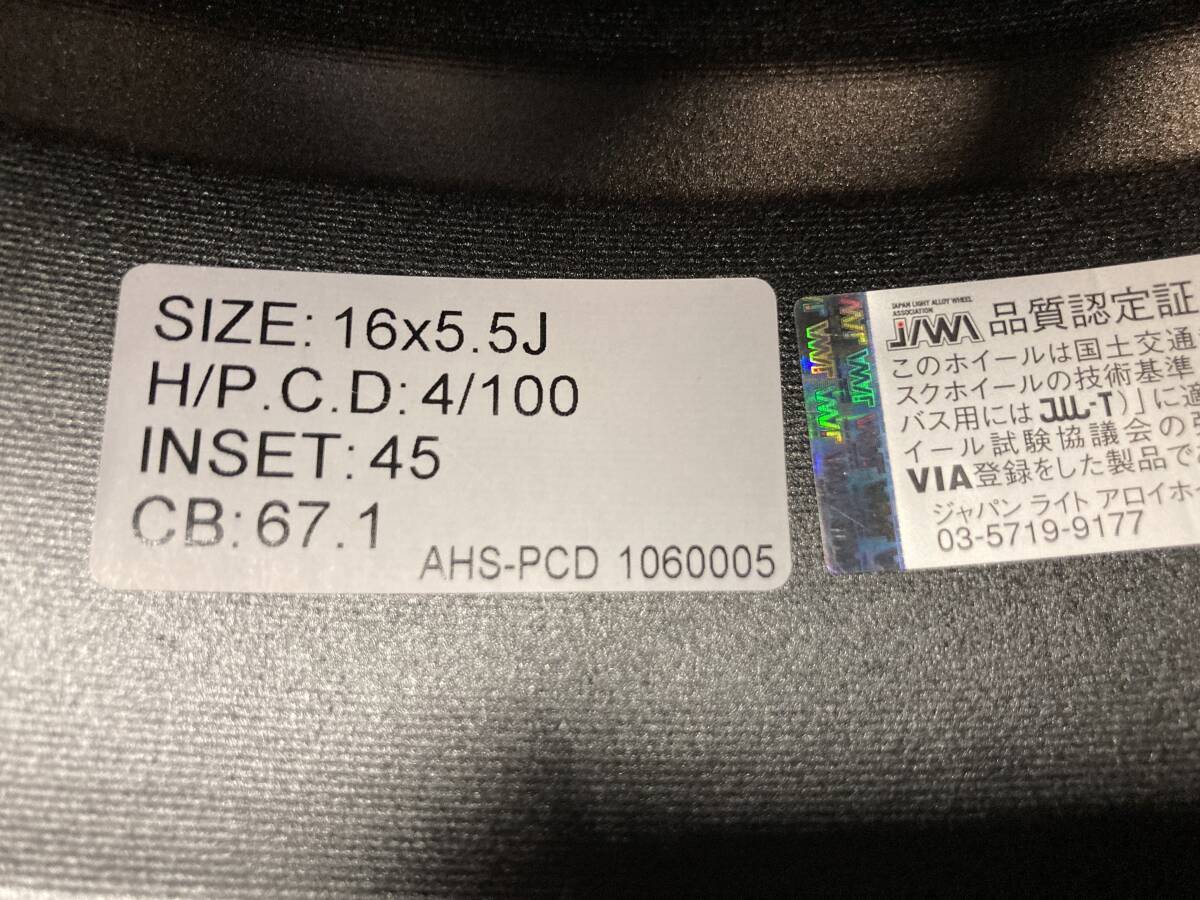 SIZE: 16x5.5J
H/P.C.D: 4/100
INSET: 45
CB: 67.1
AHS-PCD 1060005
JAPAN LIGHT ALLOY WHEEL
ASSOCIATION
JAWA 品質認定証
このホイールは国土交通
スクホイールの技術基準
バス用には JWL-T)」に適
イール試験協議会の
VIA登録をした製品であ
ジャパン ライト アロイホイ
03-5719-9177